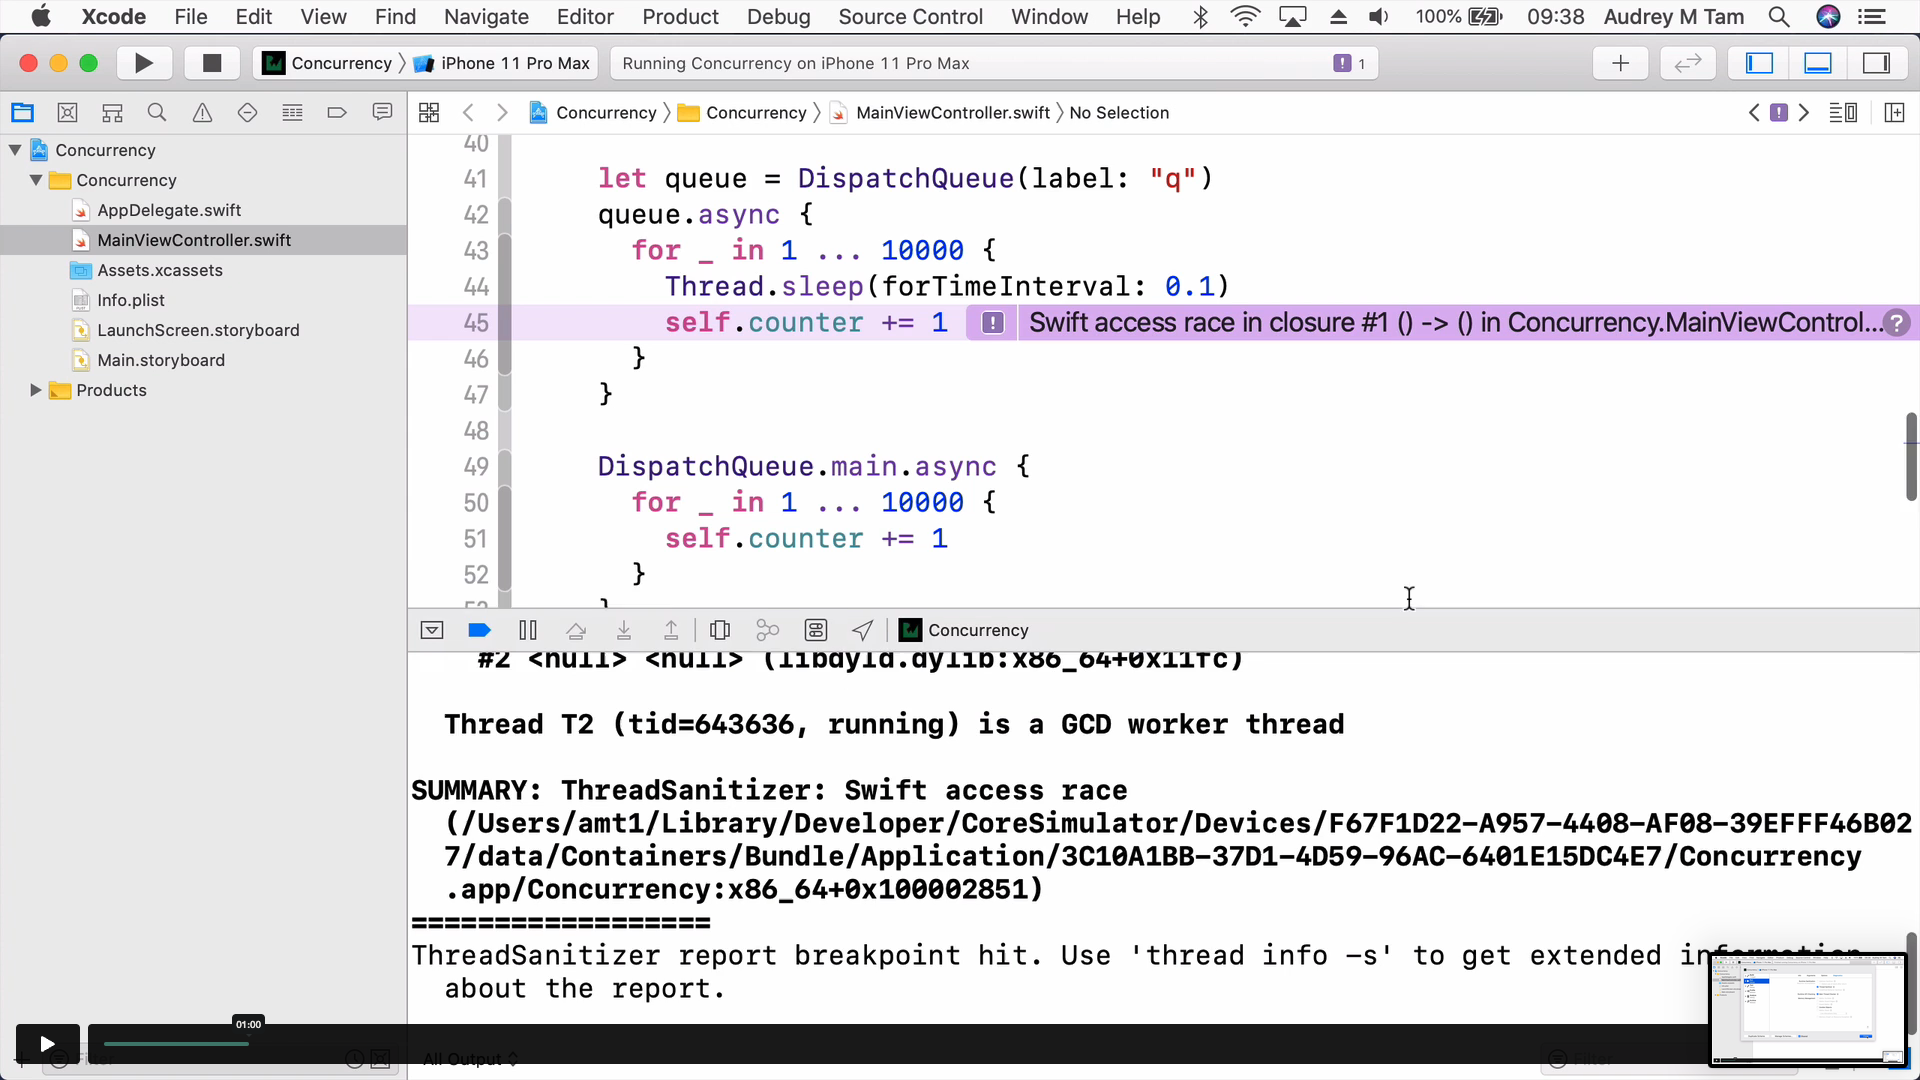 Xcode File Edit View Find Navigate Editor Product Debug Source Control Window Help 100% 09:38 Audrey M Tam
Concurrency iPhone 11 Pro Max Running Concurrency on iPhone 11 Pro Max 1
Concurrency Concurrency MainViewController.swift No Selection
Concurrency
Concurrency
AppDelegate.swift
MainViewController.swift
Assets.xcassets
Info.plist
LaunchScreen.storyboard
Main.storyboard
Products
40
41 let queue = DispatchQueue(label: "q")
42 queue.async {
43 for _ in 1 ... 10000 {
44 Thread.sleep(forTimeInterval: 0.1)
45 self.counter += 1 Swift access race in closure #1 () -> () in Concurrency.MainViewControl...
46 }
47 }
48
49 DispatchQueue.main.async {
50 for _ in 1 ... 10000 {
51 self.counter += 1
52 }
53 }
Concurrency
#2 <null> <null> (libdyld.dylib:x86_64+0x11fc)
Thread T2 (tid=643636, running) is a GCD worker thread
SUMMARY: ThreadSanitizer: Swift access race
(/Users/amt1/Library/Developer/CoreSimulator/Devices/F67F1D22-A957-4408-AF08-39EFFF46B02
7/data/Containers/Bundle/Application/3C10A1BB-37D1-4D59-96AC-6401E15DC4E7/Concurrency
.app/Concurrency:x86_64+0x100002851)
==================
ThreadSanitizer report breakpoint hit. Use 'thread info -s' to get extended information
about the report.
01:00
Filter All Output Filter